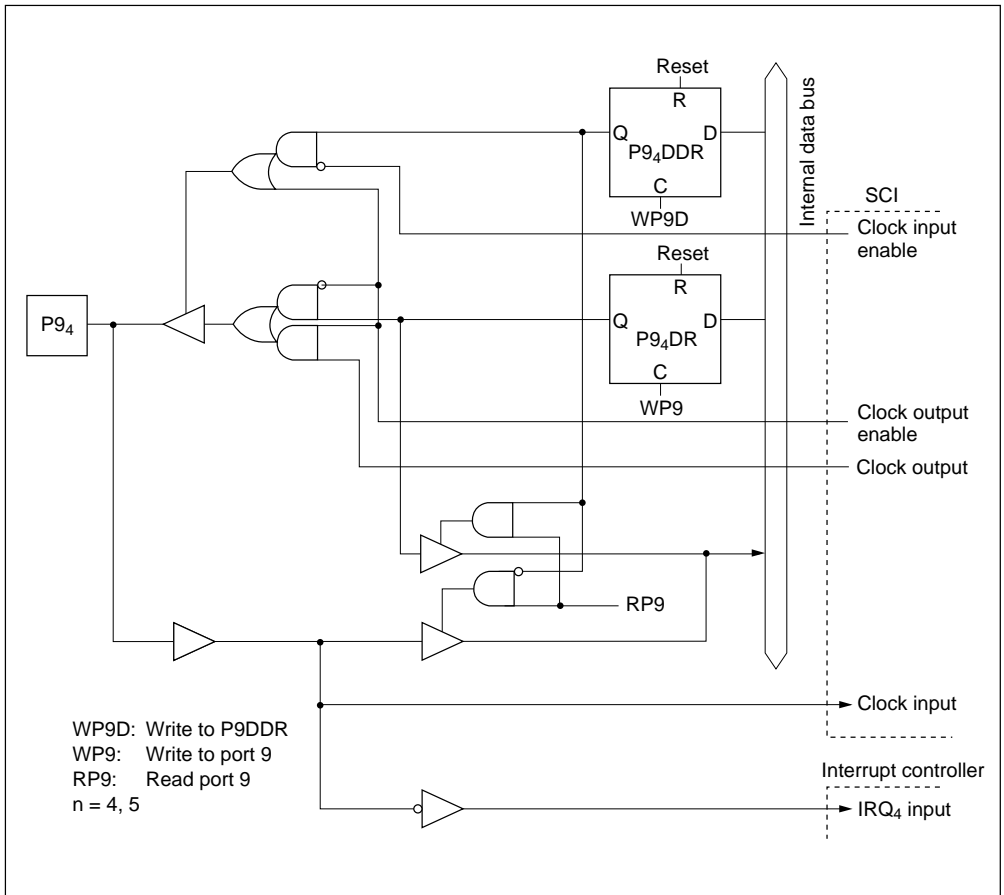 Reset
R
Q
D
P9₄DDR
C
WP9D
Internal data bus
SCI
Clock input
enable
Reset
R
P9₄
Q
D
P9₄DR
C
WP9
Clock output
enable
Clock output
RP9
Clock input
WP9D: Write to P9DDR
WP9: Write to port 9
RP9: Read port 9
n = 4, 5
Interrupt controller
IRQ₄ input